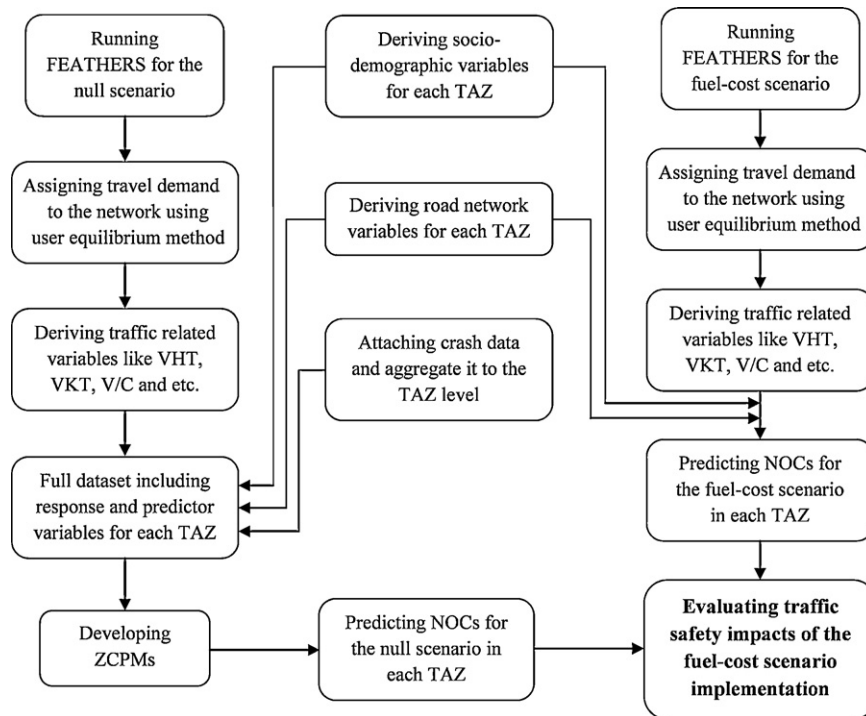 Running
FEATHERS for the
null scenario
Assigning travel demand
to the network using
user equilibrium method
Deriving traffic related
variables like VHT,
VKT, V/C and etc.
Full dataset including
response and predictor
variables for each TAZ
Developing
ZCPMs
Deriving socio-
demographic variables
for each TAZ
Deriving road network
variables for each TAZ
Attaching crash data
and aggregate it to the
TAZ level
Predicting NOCs for
the null scenario in
each TAZ
Running
FEATHERS for the
fuel-cost scenario
Assigning travel demand
to the network using
user equilibrium method
Deriving traffic related
variables like VHT,
VKT, V/C and etc.
Predicting NOCs for
the fuel-cost scenario
in each TAZ
Evaluating traffic
safety impacts of the
fuel-cost scenario
implementation